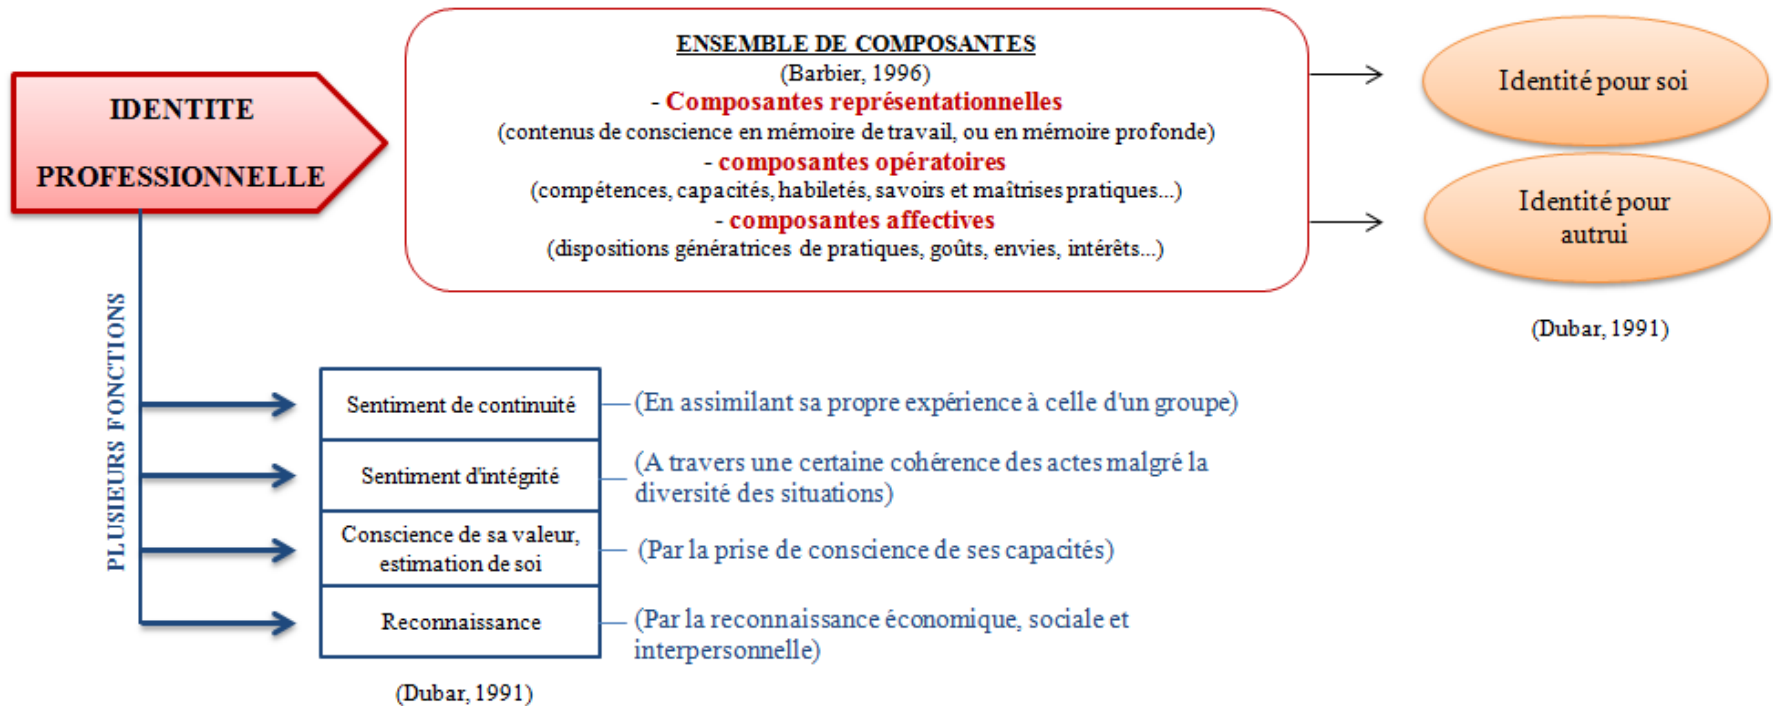 IDENTITE
PROFESSIONNELLE
ENSEMBLE DE COMPOSANTES
(Barbier, 1996)
- Composantes représentationnelles
(contenus de conscience en mémoire de travail, ou en mémoire profonde)
- composantes opératoires
(compétences, capacités, habiletés, savoirs et maîtrises pratiques...)
- composantes affectives
(dispositions génératrices de pratiques, goûts, envies, intérêts...)
Identité pour soi
Identité pour
autrui
(Dubar, 1991)
PLUSIEURS FONCTIONS
Sentiment de continuité
(En assimilant sa propre expérience à celle d'un groupe)
Sentiment d'intégrité
(A travers une certaine cohérence des actes malgré la
diversité des situations)
Conscience de sa valeur,
estimation de soi
(Par la prise de conscience de ses capacités)
Reconnaissance
(Par la reconnaissance économique, sociale et
interpersonnelle)
(Dubar, 1991)